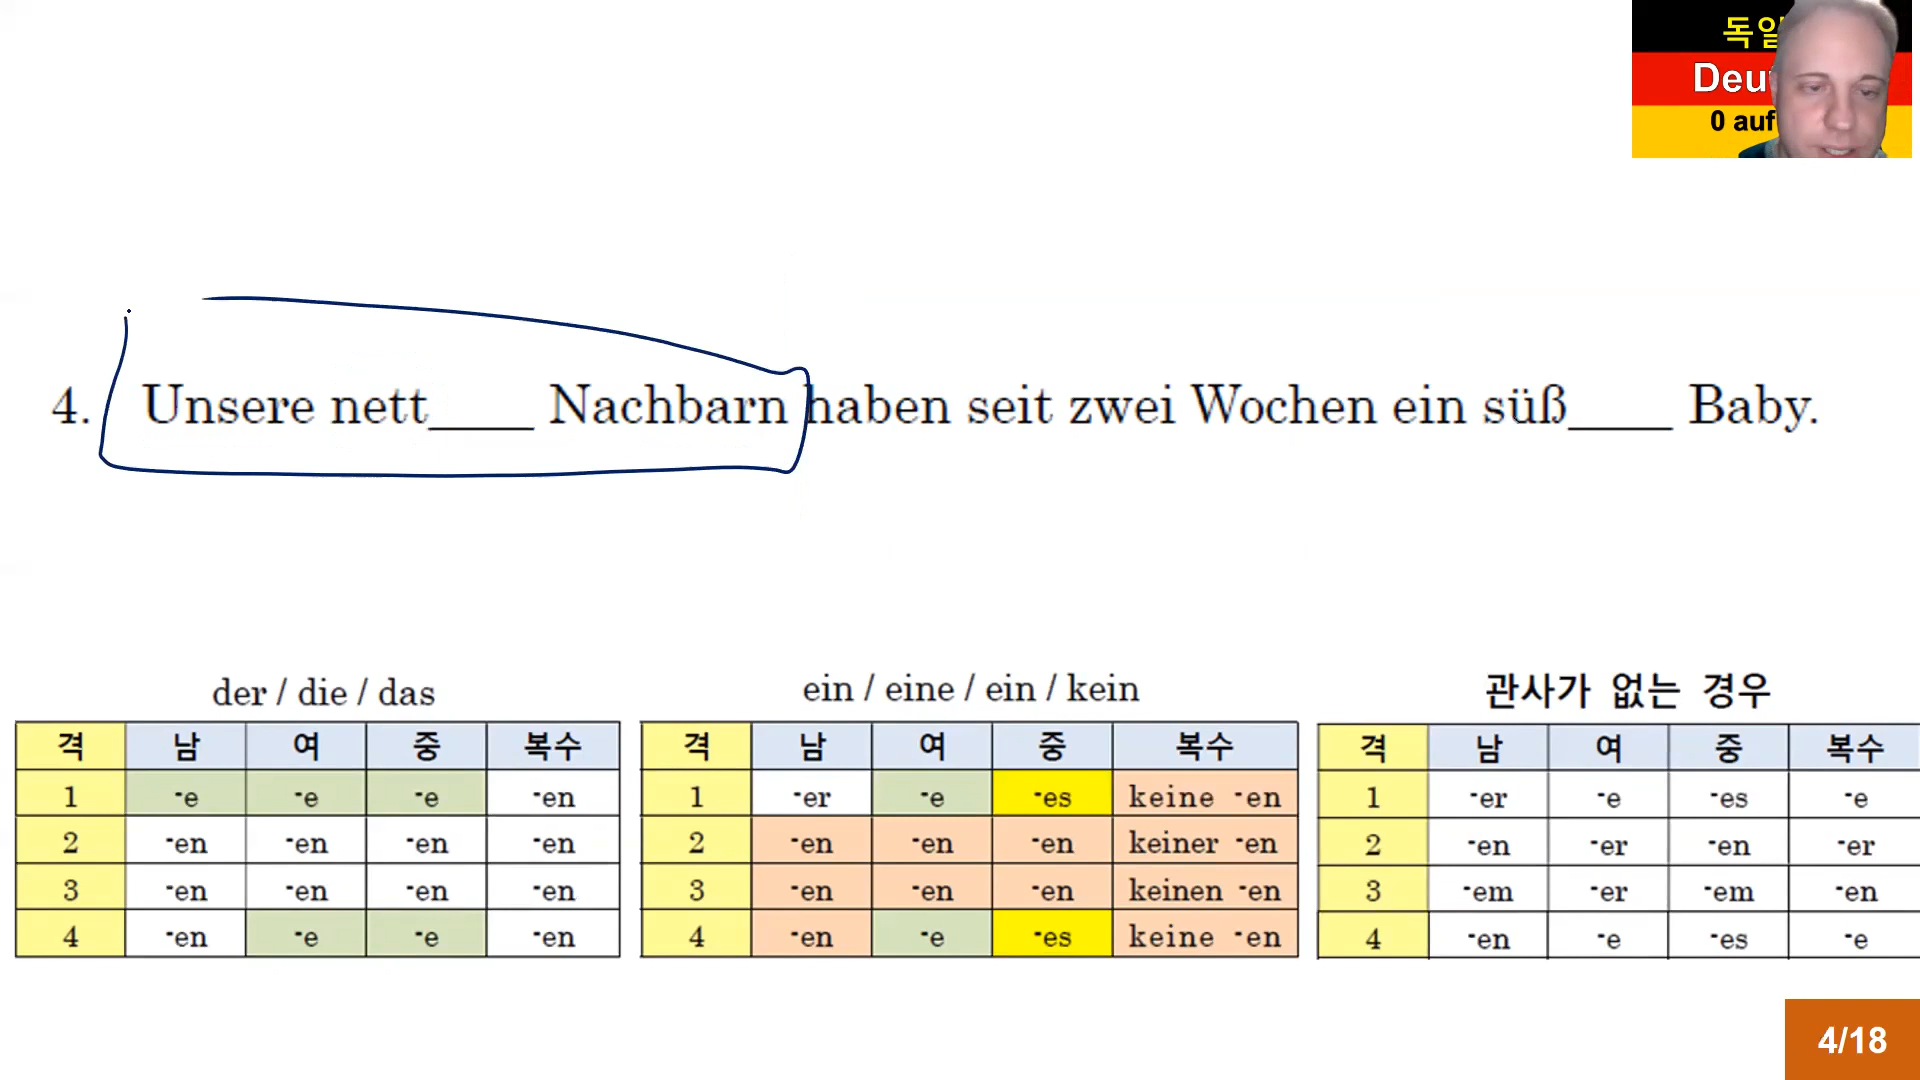 독일
Deu
0 auf
4. Unsere nett____ Nachbarn haben seit zwei Wochen ein süß____ Baby.
der / die / das
격 남 여 중 복수
1 -e -e -e -en
2 -en -en -en -en
3 -en -en -en -en
4 -en -e -e -en
ein / eine / ein / kein
격 남 여 중 복수
1 -er -e -es keine -en
2 -en -en -en keiner -en
3 -en -en -en keinen -en
4 -en -e -es keine -en
관사가 없는 경우
격 남 여 중 복수
1 -er -e -es -e
2 -en -er -en -er
3 -em -er -em -en
4 -en -e -es -e
4/18